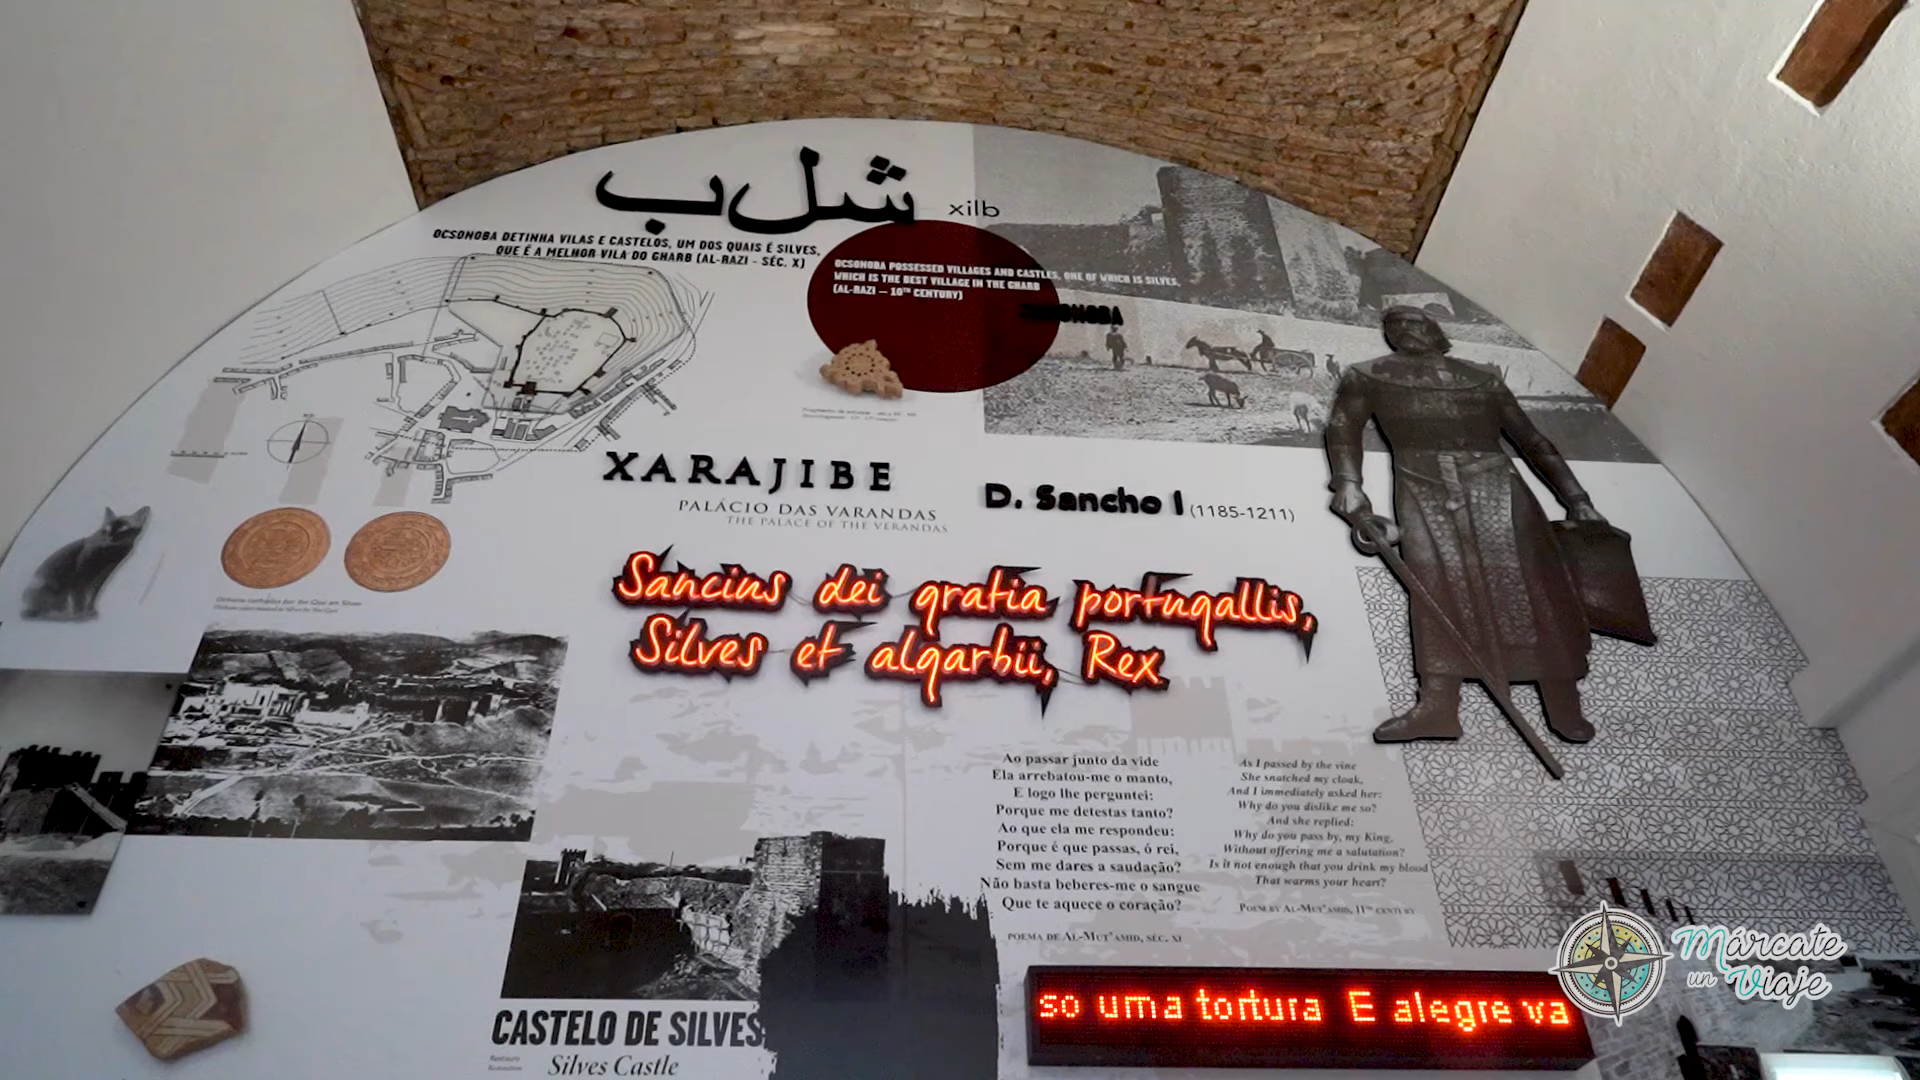 شلب
xilb
OCSONOBA DETINHA VILAS E CASTELOS, UM DOS QUAIS É SILVES,
QUE É A MELHOR VILA DO GHARB (AL-RAZI - SÉC. X)
OCSONOBA POSSESSED VILLAGES AND CASTLES, ONE OF WHICH IS SILVES,
WHICH IS THE BEST VILLAGE IN THE GHARB
(AL-RAZI — 10TH CENTURY)
XARAJIBE
PALÁCIO DAS VARANDAS
THE PALACE OF THE VERANDAS
D. Sancho I (1185-1211)
Sancius dei gratia portugallis,
Silves et algarbii, Rex
Ao passar junto da vide
Ela arrebatou-me o manto,
E logo lhe perguntei:
Porque me detestas tanto?
Ao que ela me respondeu:
Porque é que passas, ó rei,
Sem me dares a saudação?
Não basta beberes-me o sangue
Que te aquece o coração?
POEMA DE AL-MUT'AMID, SÉC. XI
As I passed by the vine
She snatched my cloak,
And I immediately asked her:
Why do you dislike me so?
And she replied:
Why do you pass by, my King,
Without offering me a salutation?
Is it not enough that you drink my blood
That warms your heart?
POEM BY AL-MUT'AMID, 11TH CENTURY
so uma tortura E alegre va
CASTELO DE SILVES
Silves Castle
Márcate
un Viaje